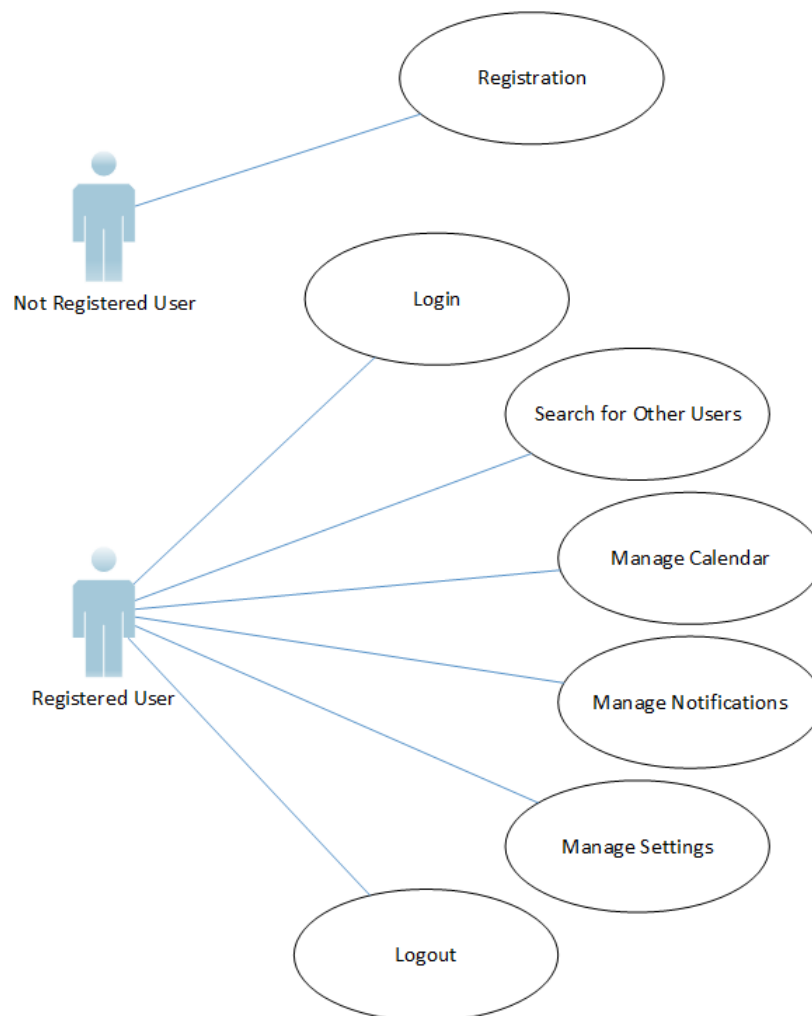 Registration
Not Registered User
Login
Search for Other Users
Manage Calendar
Manage Notifications
Registered User
Manage Settings
Logout